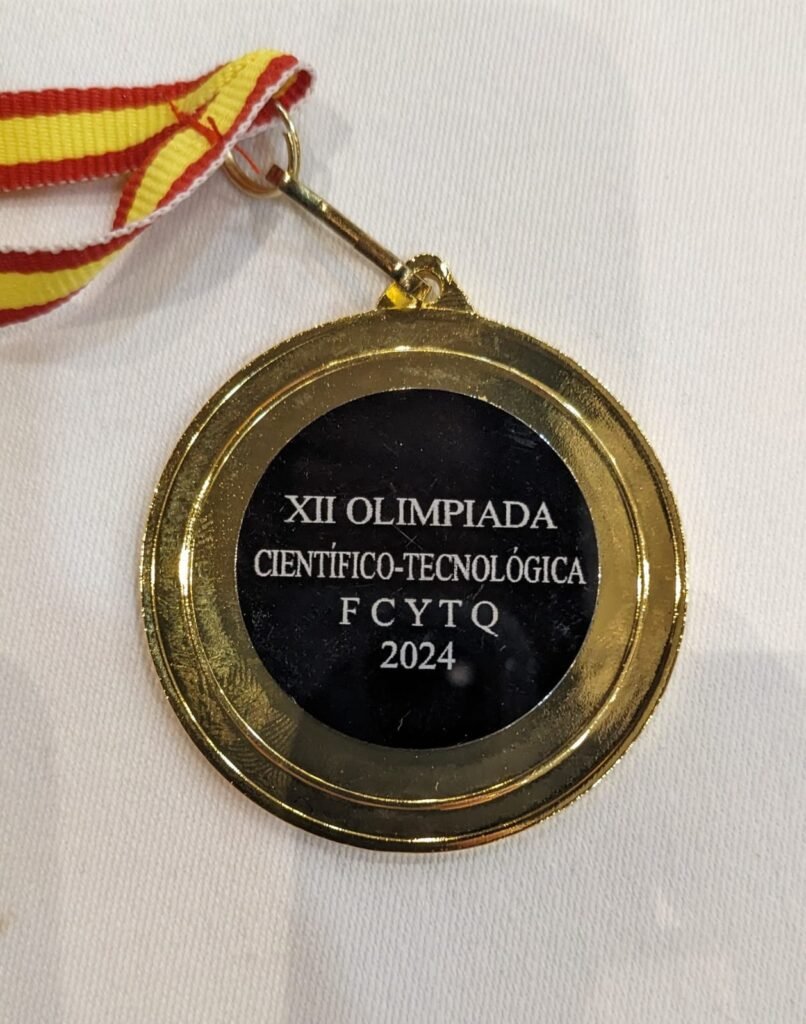 XII OLIMPIADA
CIENTÍFICO-TECNOLÓGICA
F C Y T Q
2024